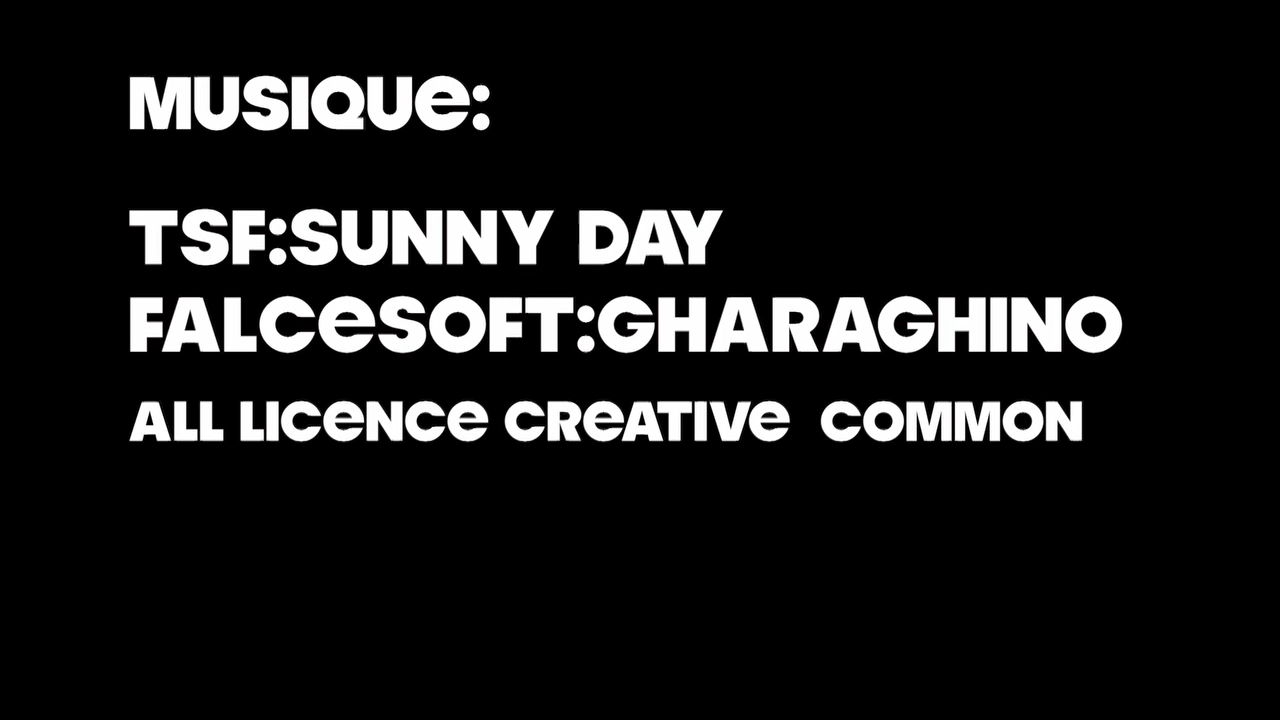 MUSIQUe:
TSF:SUNNY DAY
FALCeSOFT:GHARAGHINO
ALL LICeNCe CReATIVe  COMMON